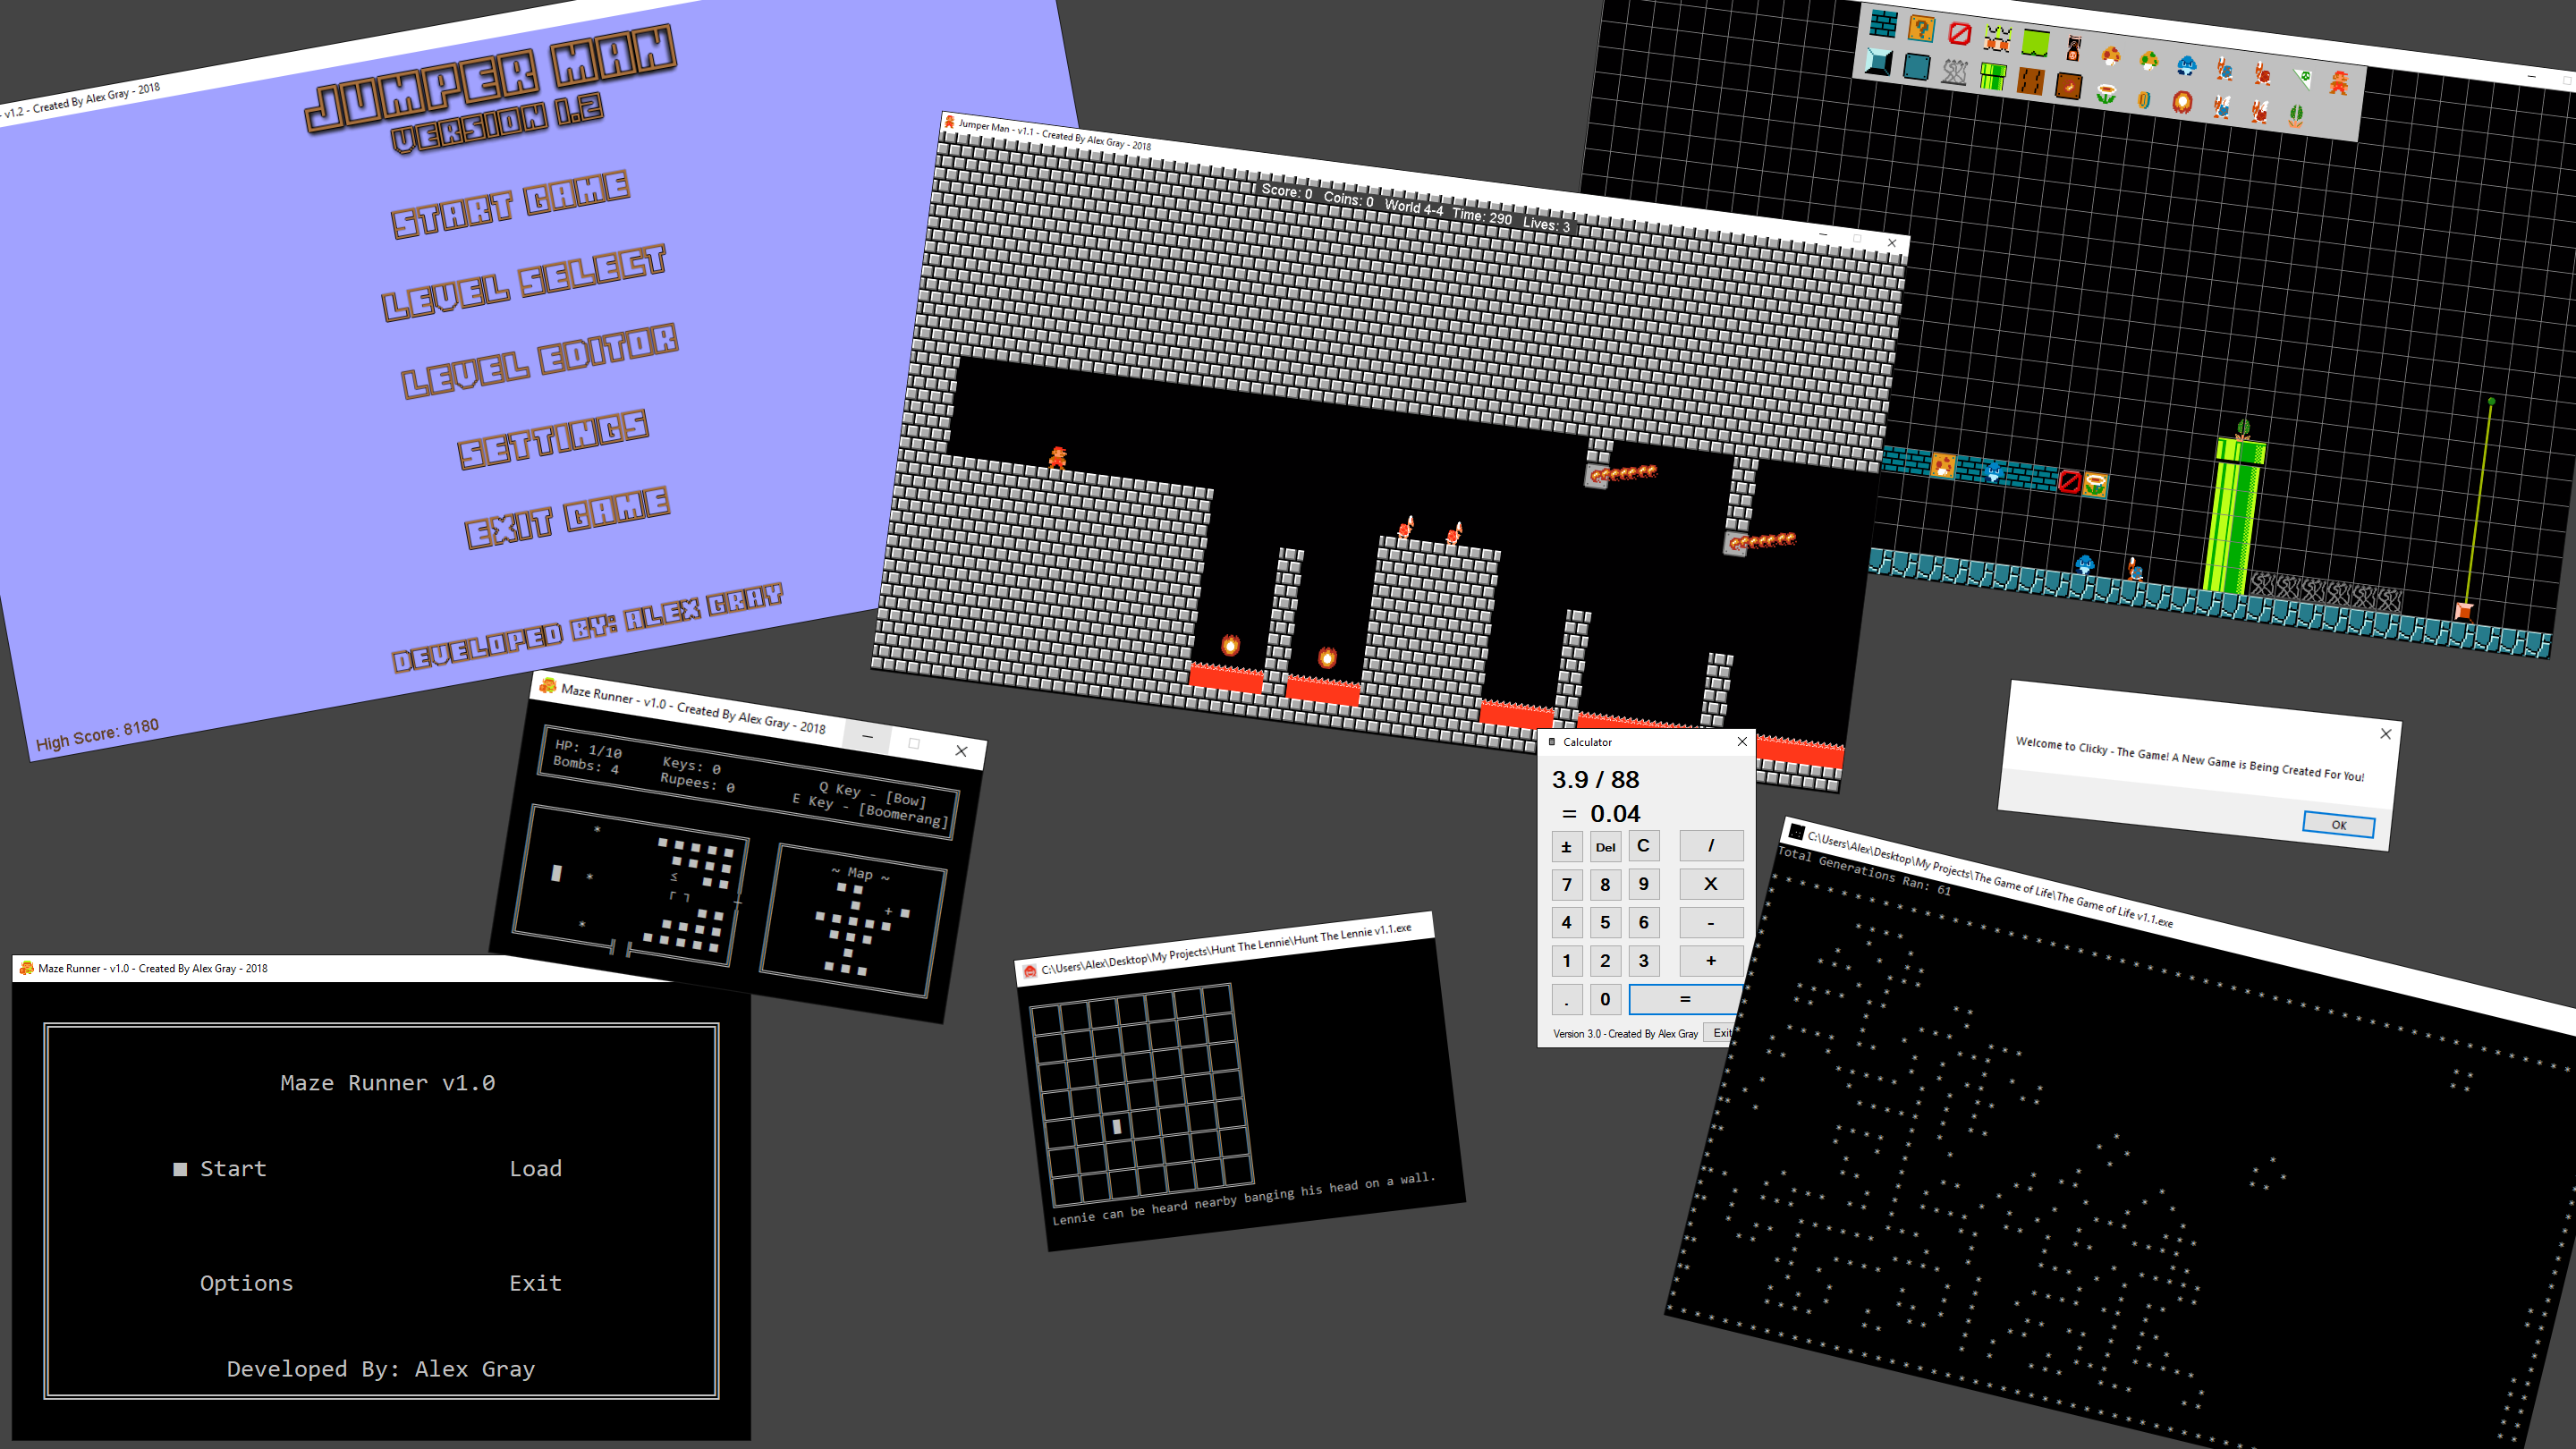 - v1.2 - Created By Alex Gray - 2018
JUMPER MAN
VERSION 1.2
START GAME
LEVEL SELECT
LEVEL EDITOR
SETTINGS
EXIT GAME
DEVELOPED BY: ALEX GRAY
High Score: 8180
Jumper Man - v1.1 - Created By Alex Gray - 2018
Score: 0 Coins: 0 World 4-4 Time: 290 Lives: 3
Maze Runner - v1.0 - Created By Alex Gray - 2018
HP: 1/10 Keys: 0 Q Key - [Bow]
Bombs: 4 Rupees: 0 E Key - [Boomerang]
~ Map ~
Maze Runner - v1.0 - Created By Alex Gray - 2018
Maze Runner v1.0
Start Load
Options Exit
Developed By: Alex Gray
C:\Users\Alex\Desktop\My Projects\Hunt The Lennie\Hunt The Lennie v1.1.exe
Lennie can be heard nearby banging his head on a wall.
Calculator
3.9 / 88
= 0.04
± Del C /
7 8 9 X
4 5 6 -
1 2 3 +
. 0 =
Version 3.0 - Created By Alex Gray Exit
Welcome to Clicky - The Game! A New Game is Being Created For You!
OK
C:\Users\Alex\Desktop\My Projects\The Game of Life\The Game of Life v1.1.exe
Total Generations Ran: 61